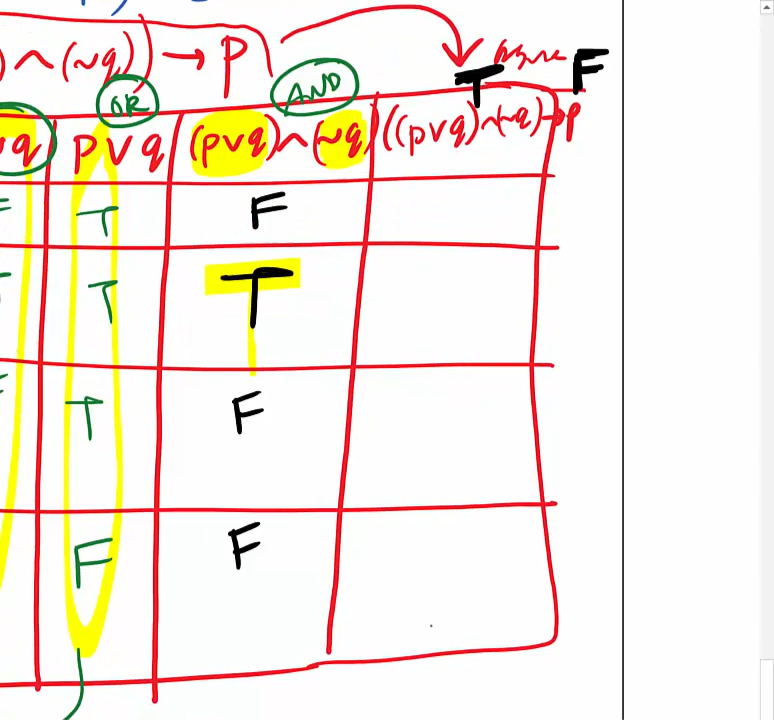 ) ∧ (~q)) → P
T F
OR AND
q p ∨ q (p∨q) ∧ (~q) ((p∨q) ∧ (~q) → p
F T F
T T T
F T F
F F